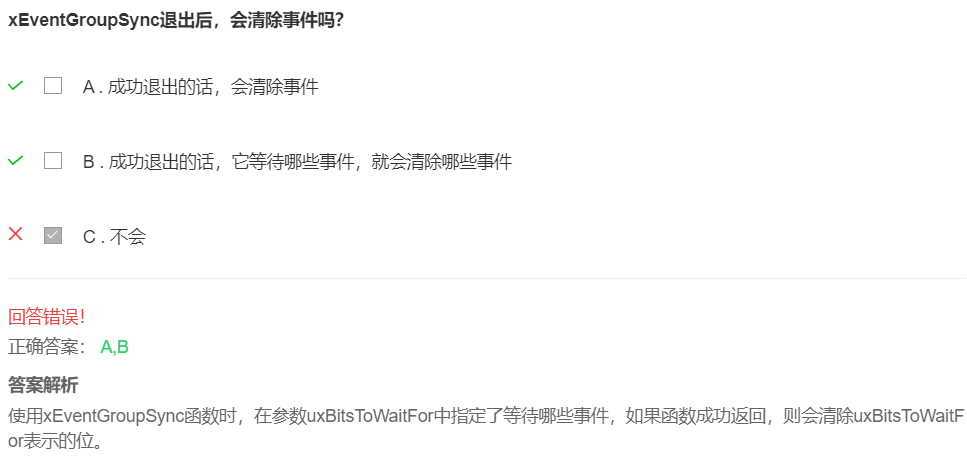 xEventGroupSync退出后，会清除事件吗？
A . 成功退出的话，会清除事件
B . 成功退出的话，它等待哪些事件，就会清除哪些事件
C . 不会
回答错误！
正确答案： A,B
答案解析
使用xEventGroupSync函数时，在参数uxBitsToWaitFor中指定了等待哪些事件，如果函数成功返回，则会清除uxBitsToWaitF
or表示的位。